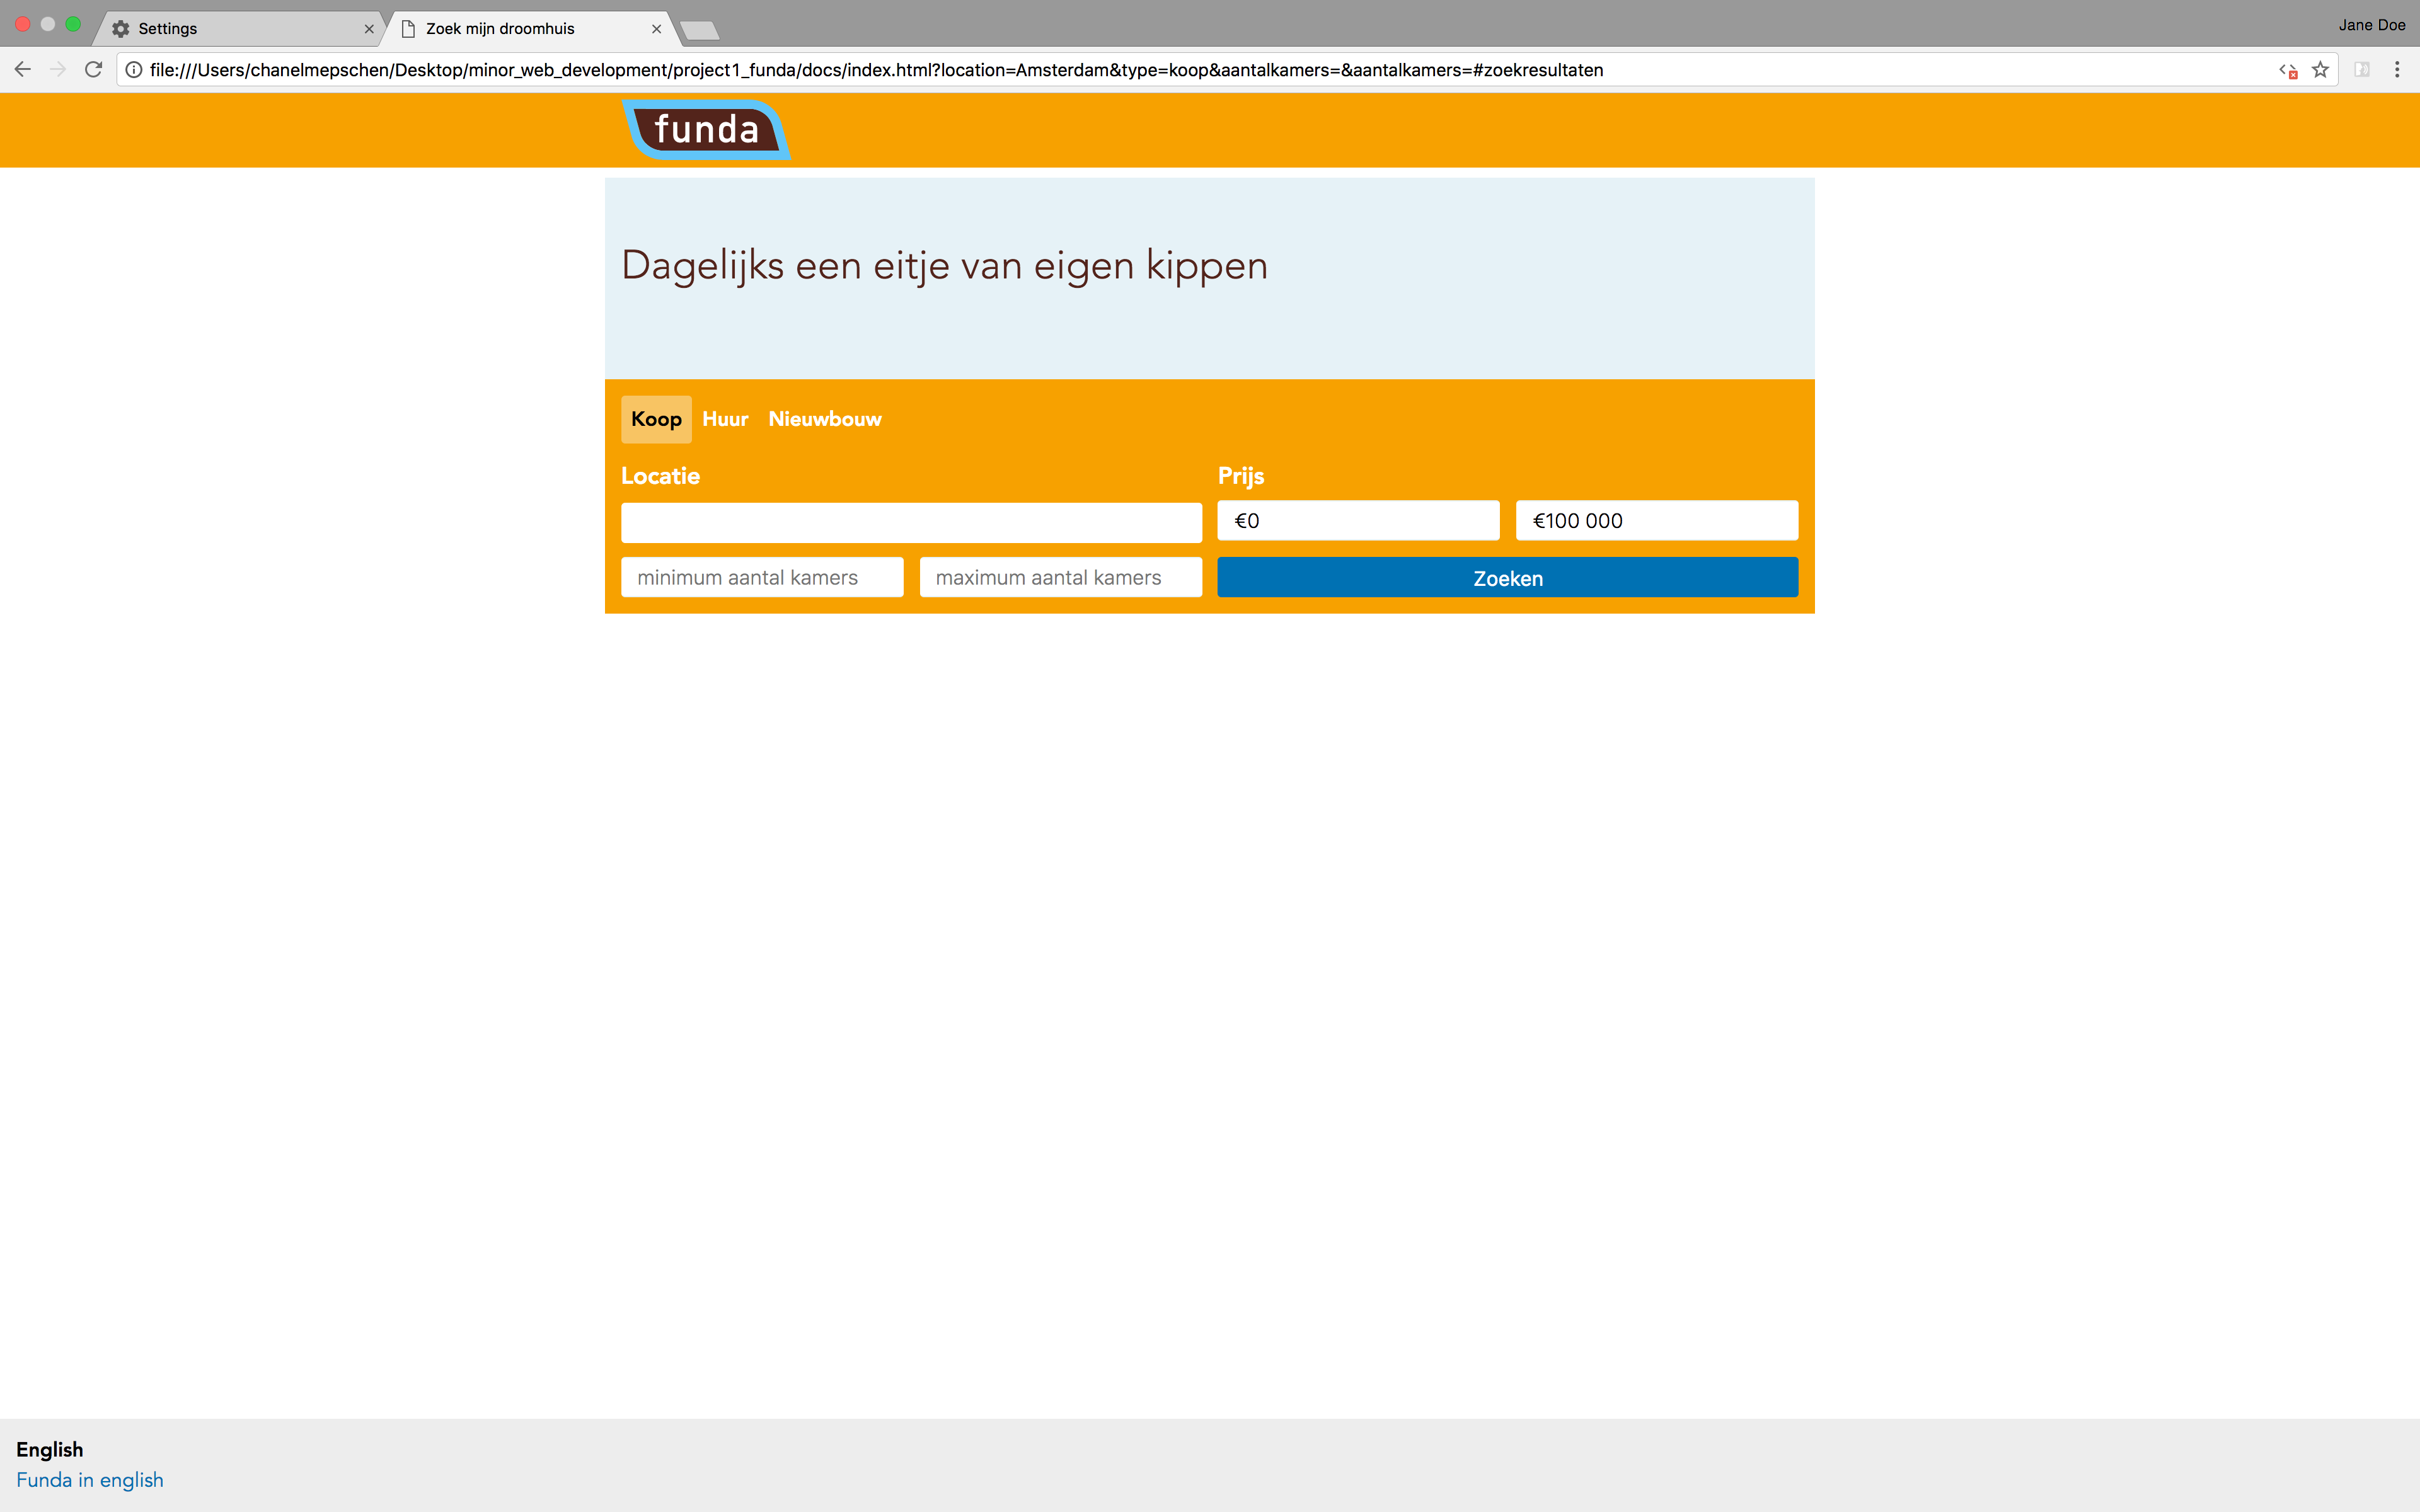 Settings
Zoek mijn droomhuis
Jane Doe
file:///Users/chanelmepschen/Desktop/minor_web_development/project1_funda/docs/index.html?location=Amsterdam&type=koop&aantalkamers=&aantalkamers=#zoekresultaten
funda
Dagelijks een eitje van eigen kippen
Koop Huur Nieuwbouw
Locatie
Prijs
€0
€100 000
minimum aantal kamers
maximum aantal kamers
Zoeken
English
Funda in english